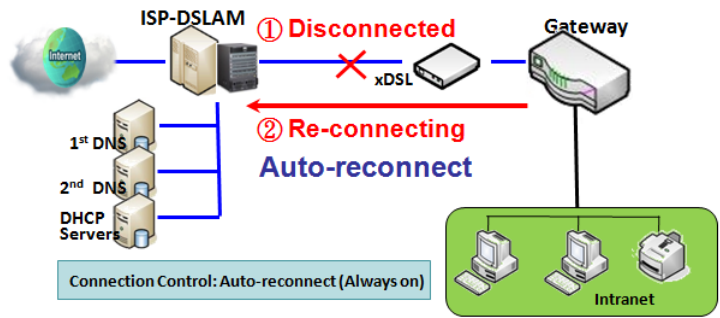 ISP-DSLAM
① Disconnected
Gateway
Internet
xDSL
② Re-connecting
Auto-reconnect
1st DNS
2nd DNS
DHCP
Servers
Connection Control: Auto-reconnect (Always on)
Intranet